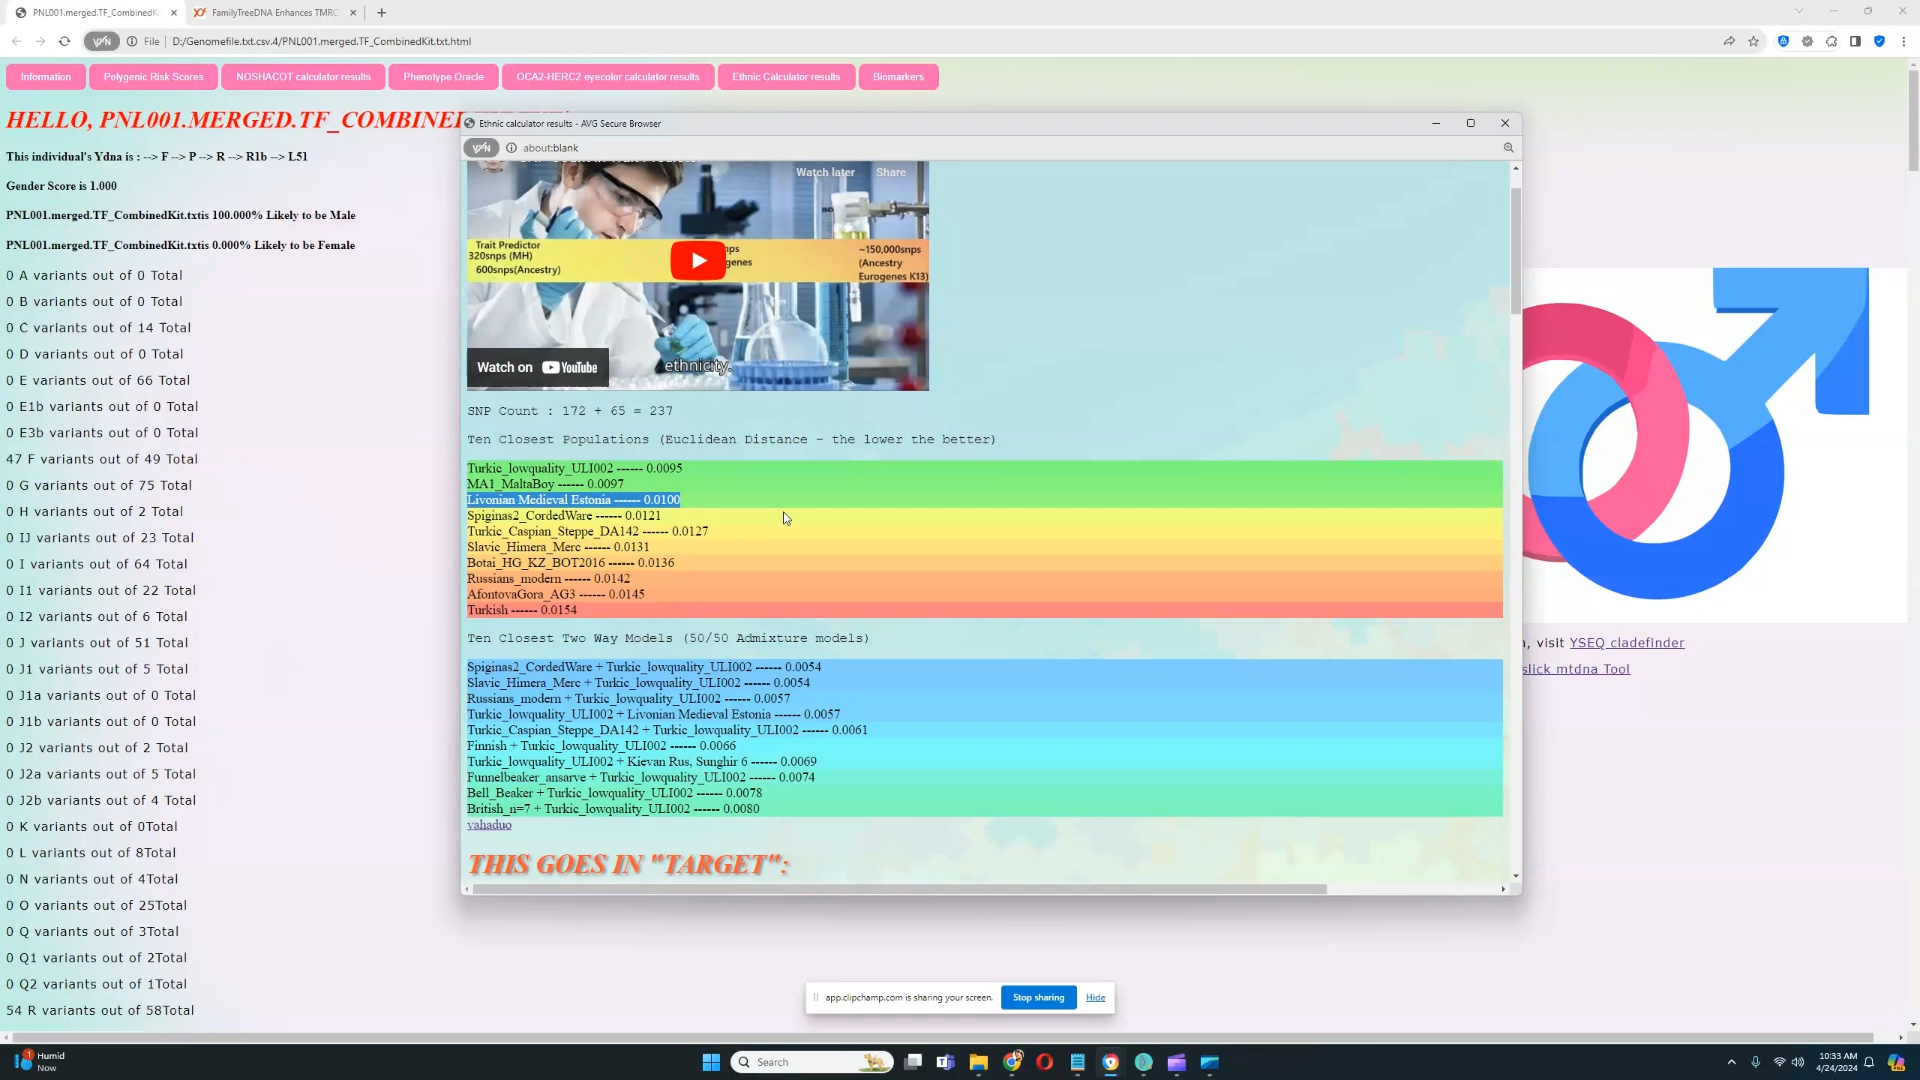 PNL001.merged.TF_CombinedK
FamilyTreeDNA Enhances TMRC
File D:/Genomefile.txt.csv.4/PNL001.merged.TF_CombinedKit.txt.html
Information
Polygenic Risk Scores
NOSHACOT calculator results
Phenotype Oracle
OCA2-HERC2 eyecolor calculator results
Ethnic Calculator results
Biomarkers
HELLO, PNL001.MERGED.TF_COMBINED
This individual's Ydna is : --> F --> P --> R --> R1b --> L51
Gender Score is 1.000
PNL001.merged.TF_CombinedKit.txtis 100.000% Likely to be Male
PNL001.merged.TF_CombinedKit.txtis 0.000% Likely to be Female
0 A variants out of 0 Total
0 B variants out of 0 Total
0 C variants out of 14 Total
0 D variants out of 0 Total
0 E variants out of 66 Total
0 E1b variants out of 0 Total
0 E3b variants out of 0 Total
47 F variants out of 49 Total
0 G variants out of 75 Total
0 H variants out of 2 Total
0 IJ variants out of 23 Total
0 I variants out of 64 Total
0 I1 variants out of 22 Total
0 I2 variants out of 6 Total
0 J variants out of 51 Total
0 J1 variants out of 5 Total
0 J1a variants out of 0 Total
0 J1b variants out of 0 Total
0 J2 variants out of 2 Total
0 J2a variants out of 5 Total
0 J2b variants out of 4 Total
0 K variants out of 0Total
0 L variants out of 8Total
0 N variants out of 4Total
0 O variants out of 25Total
0 Q variants out of 3Total
0 Q1 variants out of 2Total
0 Q2 variants out of 1Total
54 R variants out of 58Total
Ethnic calculator results - AVG Secure Browser
about:blank
Watch later
Share
Trait Predictor
320snps (MH)
600snps(Ancestry)
nps
genes
~150,000snps
(Ancestry
Eurogenes K13)
Watch on YouTube
ethnicity.
SNP Count : 172 + 65 = 237
Ten Closest Populations (Euclidean Distance - the lower the better)
Turkic_lowquality_ULI002 ------ 0.0095
MA1_MaltaBoy ------ 0.0097
Livonian Medieval Estonia ------ 0.0100
Spiginas2_CordedWare ------ 0.0121
Turkic_Caspian_Steppe_DA142 ------ 0.0127
Slavic_Himera_Merc ------ 0.0131
Botai_HG_KZ_BOT2016 ------ 0.0136
Russians_modern ------ 0.0142
AfontovaGora_AG3 ------ 0.0145
Turkish ------ 0.0154
Ten Closest Two Way Models (50/50 Admixture models)
Spiginas2_CordedWare + Turkic_lowquality_ULI002 ------ 0.0054
Slavic_Himera_Merc + Turkic_lowquality_ULI002 ------ 0.0054
Russians_modern + Turkic_lowquality_ULI002 ------ 0.0057
Turkic_lowquality_ULI002 + Livonian Medieval Estonia ------ 0.0057
Turkic_Caspian_Steppe_DA142 + Turkic_lowquality_ULI002 ------ 0.0061
Finnish + Turkic_lowquality_ULI002 ------ 0.0066
Turkic_lowquality_ULI002 + Kievan Rus, Sunghir 6 ------ 0.0069
Funnelbeaker_ansarve + Turkic_lowquality_ULI002 ------ 0.0074
Bell_Beaker + Turkic_lowquality_ULI002 ------ 0.0078
British_n=7 + Turkic_lowquality_ULI002 ------ 0.0080
vahaduo
THIS GOES IN "TARGET":
n, visit YSEQ cladefinder
slick mtdna Tool
app.clipchamp.com is sharing your screen.
Stop sharing
Hide
1
Humid
Now
Search
10:33 AM
4/24/2024